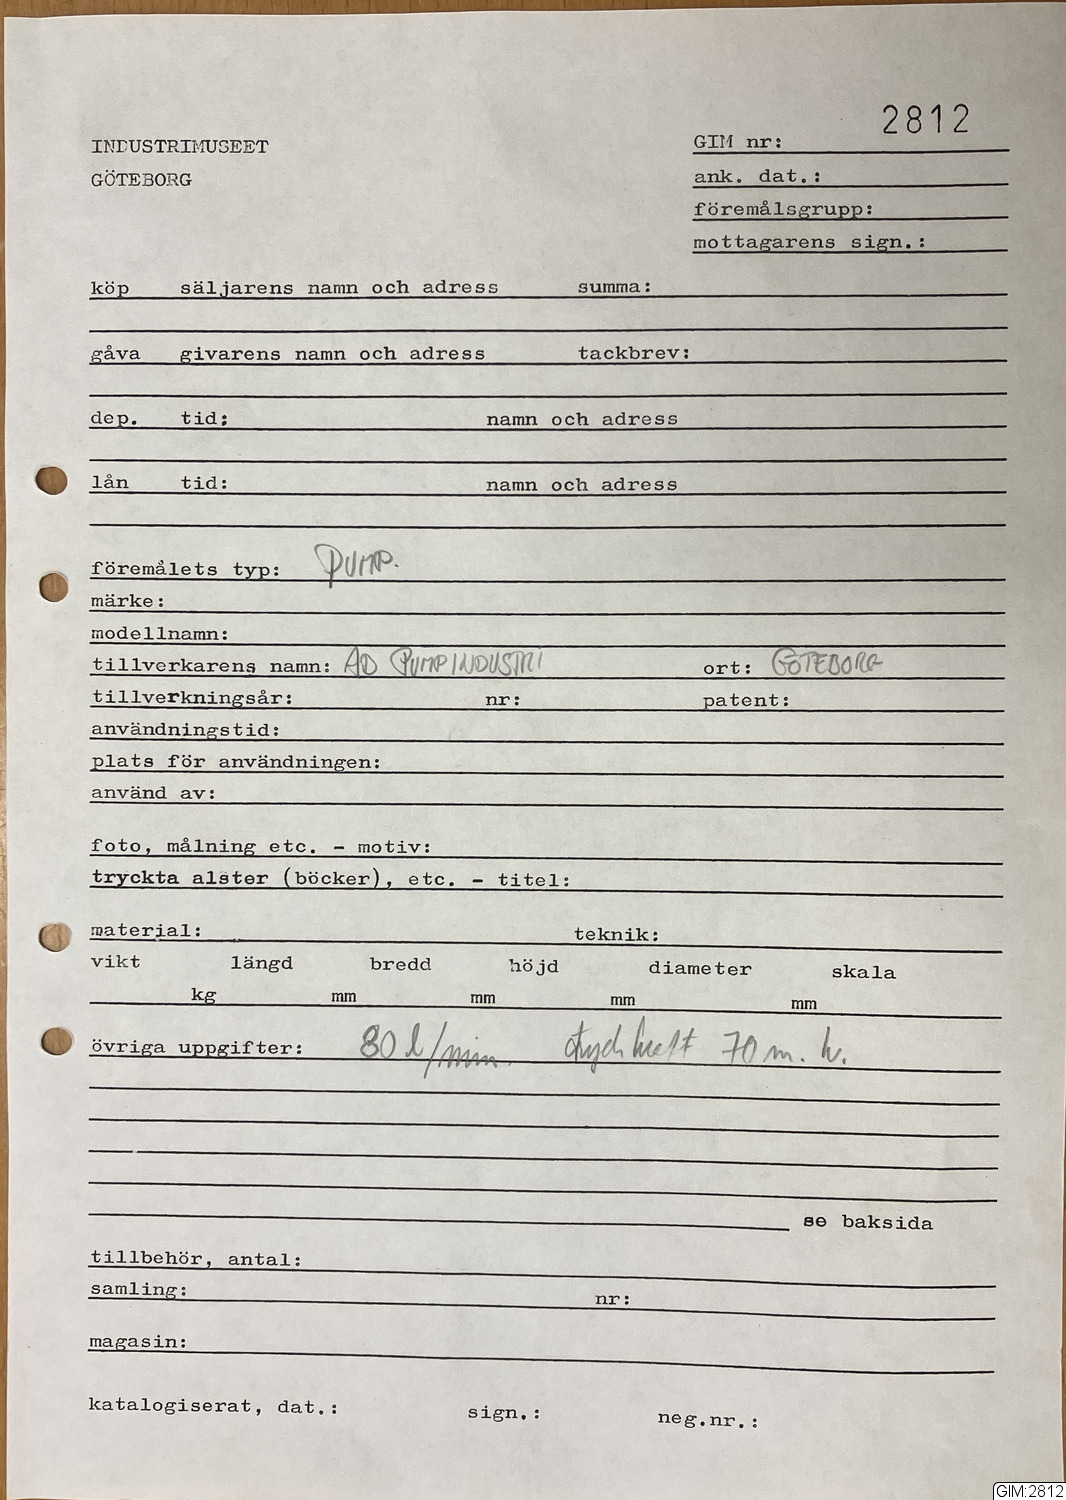 2812
INDUSTRIMUSEET GIM nr:
GÖTEBORG ank. dat.:
föremålsgrupp:
mottagarens sign.:
köp säljarens namn och adress summa:
gåva givarens namn och adress tackbrev:
dep. tid: namn och adress
lån tid: namn och adress
föremålets typ: PUMP.
märke:
modellnamn:
tillverkarens namn: AB PUMPINDUSTRI ort: GÖTEBORG
tillverkningsår: nr: patent:
användningstid:
plats för användningen:
använd av:
foto, målning etc. - motiv:
tryckta alster (böcker), etc. - titel:
material: teknik:
vikt längd bredd höjd diameter skala
kg mm mm mm mm
övriga uppgifter: 80 l/min. tryckkraft 70 m.
se baksida
tillbehör, antal:
samling: nr:
magasin:
katalogiserat, dat.: sign.: neg.nr.:
GIM:2812